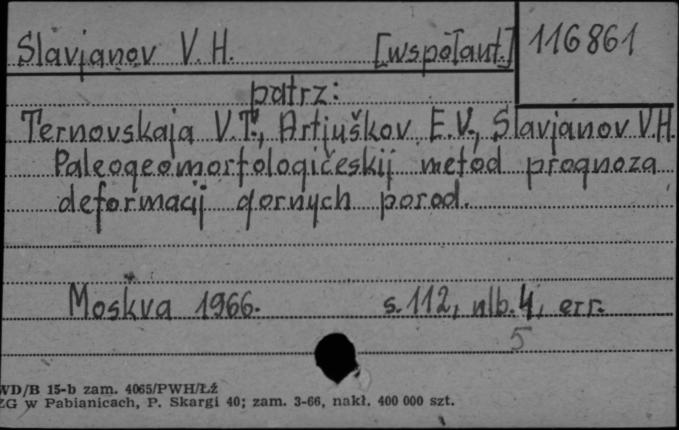 Slavjanov V.H. [współaut.] 116861
patrz:
Ternovskaja V.T., Artjuškov E.V., Slavjanov V.H.
Paleogeomorfologičeskij metod prognoza
deformacij gornych porod.
Moskva 1966. s.112, nlb.4, err.
5
WD/B 15-b zam. 4065/PWH/Łź
ZG w Pabianicach, P. Skargi 40; zam. 3-66, nakł. 400 000 szt.